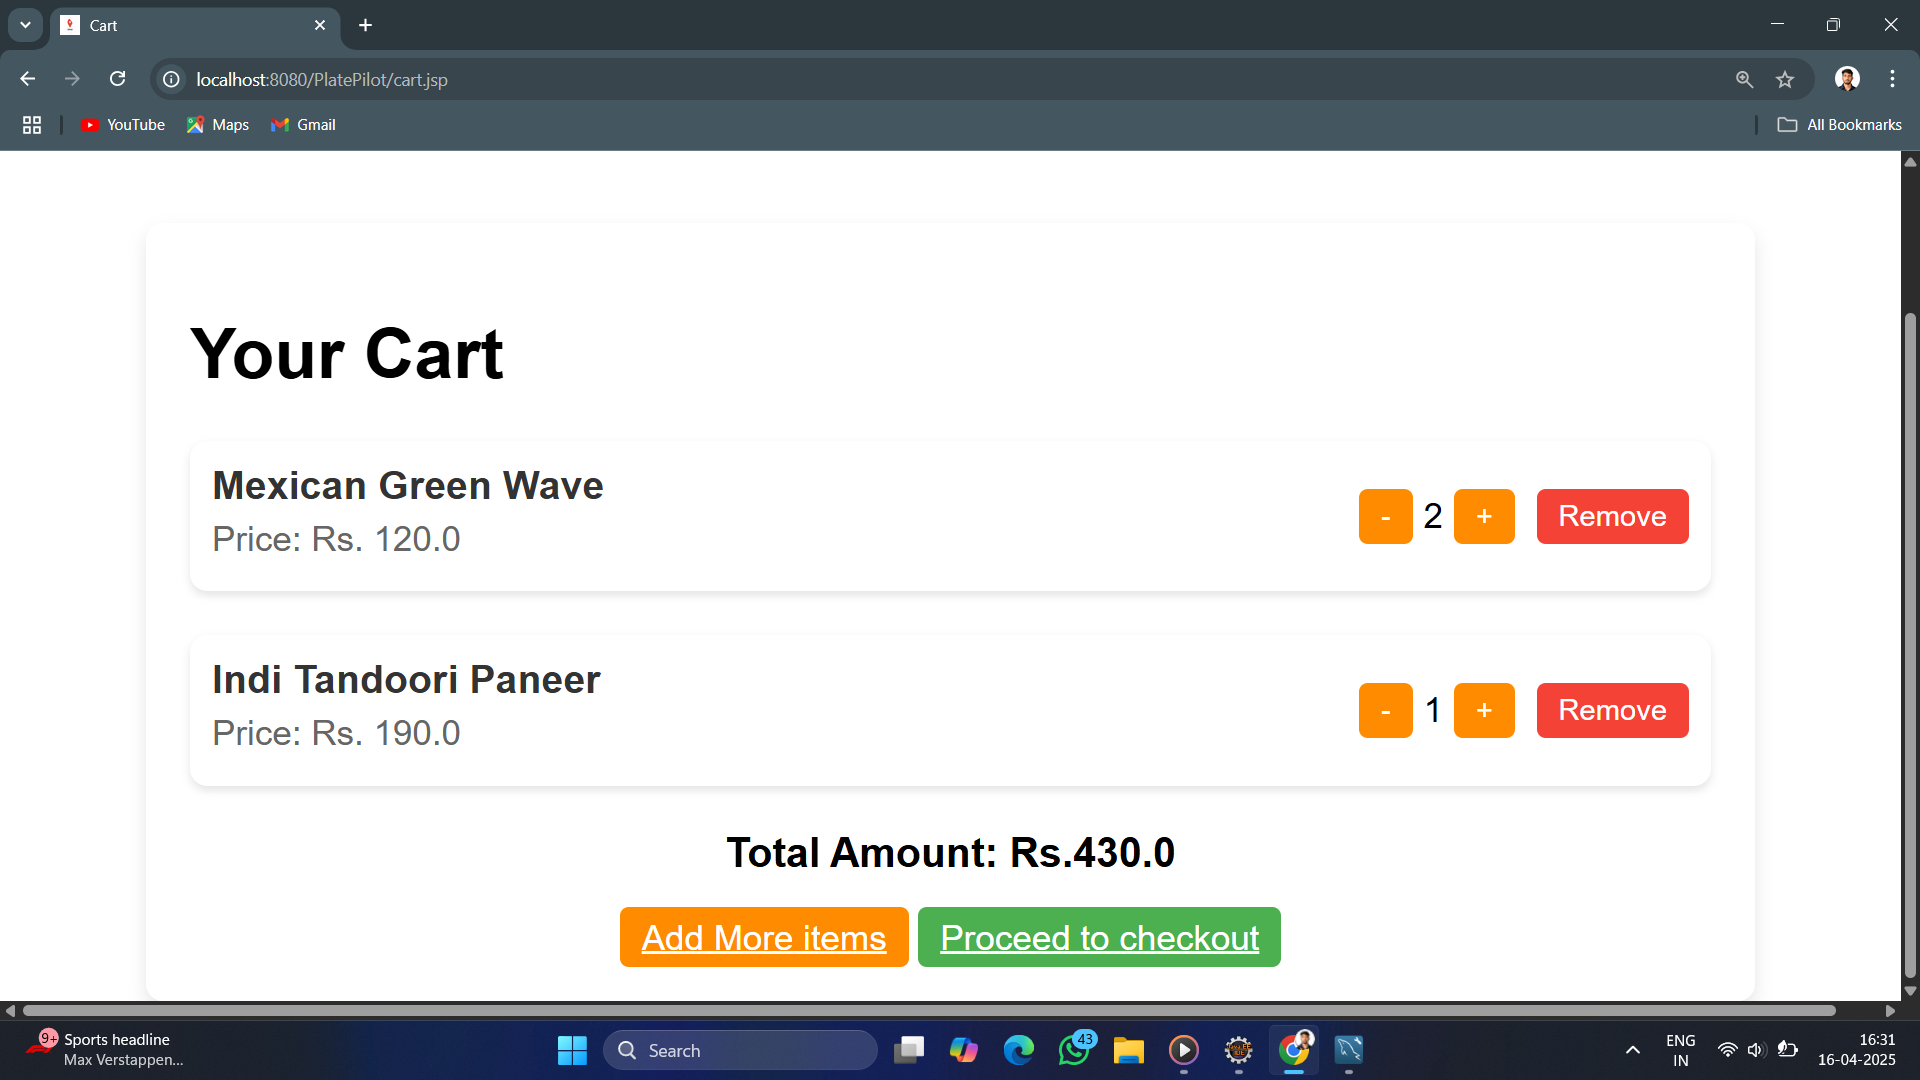 Cart
localhost:8080/PlatePilot/cart.jsp
YouTube
Maps
Gmail
All Bookmarks
Your Cart
Mexican Green Wave
Price: Rs. 120.0
- 2 + Remove
Indi Tandoori Paneer
Price: Rs. 190.0
- 1 + Remove
Total Amount: Rs.430.0
Add More items
Proceed to checkout
9+
Sports headline
Max Verstappen...
Search
43
ENG
IN
16:31
16-04-2025